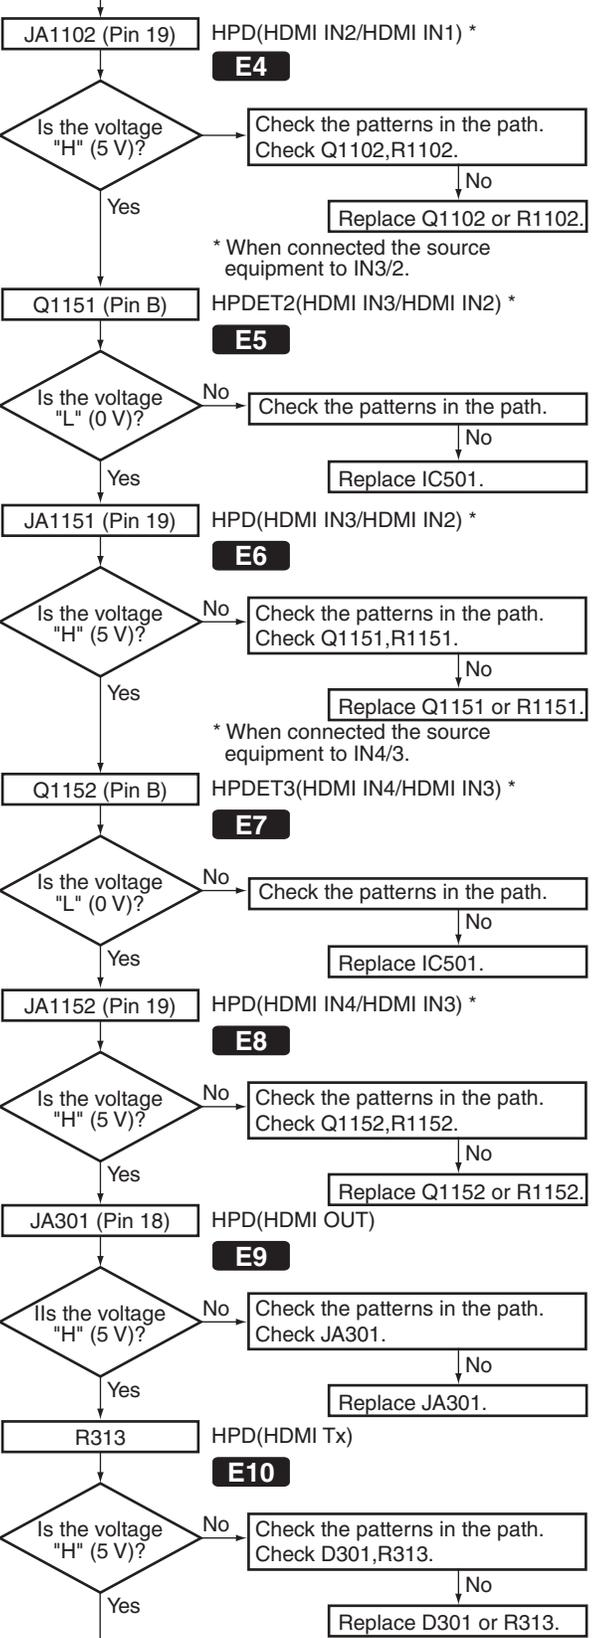 JA1102 (Pin 19)
HPD(HDMI IN2/HDMI IN1) *
E4
Is the voltage
"H" (5 V)?
Check the patterns in the path.
Check Q1102,R1102.
No
Replace Q1102 or R1102.
Yes
* When connected the source
equipment to IN3/2.
Q1151 (Pin B)
HPDET2(HDMI IN3/HDMI IN2) *
E5
Is the voltage
"L" (0 V)?
No
Check the patterns in the path.
No
Replace IC501.
Yes
JA1151 (Pin 19)
HPD(HDMI IN3/HDMI IN2) *
E6
Is the voltage
"H" (5 V)?
No
Check the patterns in the path.
Check Q1151,R1151.
No
Replace Q1151 or R1151.
Yes
* When connected the source
equipment to IN4/3.
Q1152 (Pin B)
HPDET3(HDMI IN4/HDMI IN3) *
E7
Is the voltage
"L" (0 V)?
No
Check the patterns in the path.
No
Replace IC501.
Yes
JA1152 (Pin 19)
HPD(HDMI IN4/HDMI IN3) *
E8
Is the voltage
"H" (5 V)?
No
Check the patterns in the path.
Check Q1152,R1152.
No
Replace Q1152 or R1152.
Yes
JA301 (Pin 18)
HPD(HDMI OUT)
E9
IIs the voltage
"H" (5 V)?
No
Check the patterns in the path.
Check JA301.
No
Replace JA301.
Yes
R313
HPD(HDMI Tx)
E10
Is the voltage
"H" (5 V)?
No
Check the patterns in the path.
Check D301,R313.
No
Replace D301 or R313.
Yes